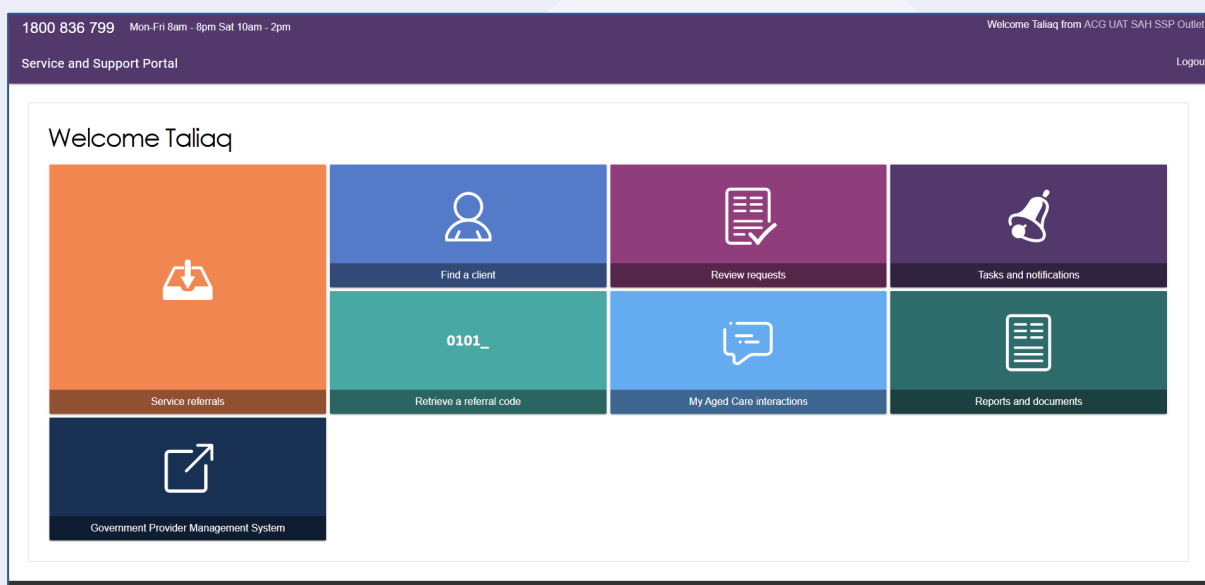 1800 836 799 Mon-Fri 8am - 8pm Sat 10am - 2pm
Welcome Taliaq from ACG UAT SAH SSP Outlet
Service and Support Portal
Logout
Welcome Taliaq
Find a client
Review requests
Tasks and notifications
0101_
Service referrals
Retrieve a referral code
My Aged Care interactions
Reports and documents
Government Provider Management System